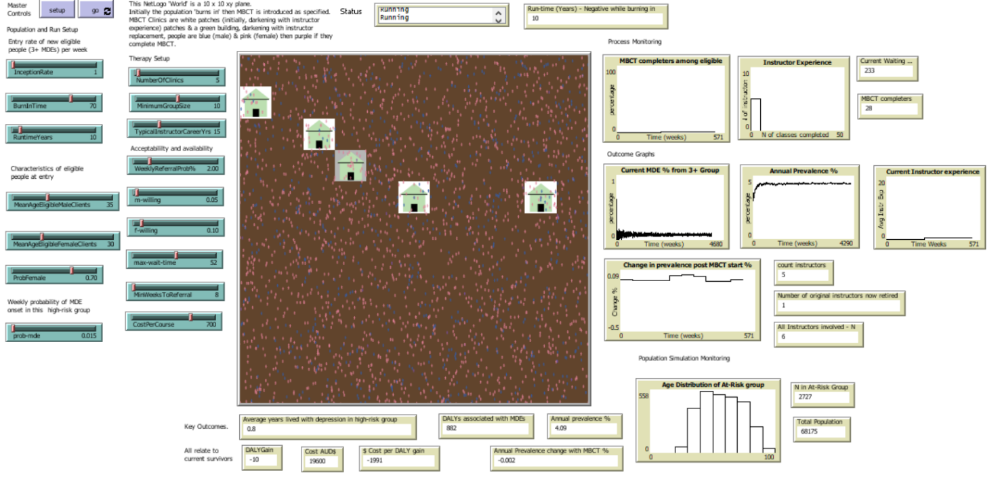 Master
Controls
setup
go
This NetLogo 'World' is a 10 x 10 xy plane.
Initially the population 'burns in' then MBCT is introduced as specified.
MBCT Clinics are white patches (initially, darkening with instructor
experience) patches & a green building, darkening with instructor
replacement, people are blue (male) & pink (female) then purple if they
complete MBCT.
Status
Running
Running
Run-time (Years) - Negative while burning in
10
Population and Run Setup
Entry rate of new eligible
people (3+ MDEs) per week
InceptionRate 1
BurnInTime 70
RuntimeYears 10
Characteristics of eligible
people at entry
MeanAgeEligibleMaleClients 35
MeanAgeEligibleFemaleClients 30
ProbFemale 0.70
Weekly probability of MDE
onset in this high-risk group
prob-mde 0.015
Therapy Setup
NumberOfClinics 5
MinimumGroupSize 10
TypicalInstructorCareerYrs 15
Acceptability and availability
WeeklyReferralProb% 2.00
m-willing 0.05
f-willing 0.10
max-wait-time 52
MinWeeksToReferral 8
CostPerCourse 700
Process Monitoring
MBCT completers among eligible
100
percentage
0
0 Time (weeks) 571
Instructor Experience
10
of instructors
0
0 N of classes completed 50
Current Waiting ...
233
MBCT completers
28
Outcome Graphs
Current MDE % from 3+ Group
1
percentage
0
0 Time (weeks) 4680
Annual Prevalence %
5
percentage
0
0 Time (weeks) 4290
Current Instructor experience
20
Avg Instr Exp
0
0 Time Weeks 571
Change in prevalence post MBCT start %
0.09
Change %
-0.5
0 Time (weeks) 571
count instructors
5
Number of original instructors now retired
1
All Instructors involved - N
6
Population Simulation Monitoring
Age Distribution of At-Risk group
558
0
0 100
N in At-Risk Group
2727
Total Population
68175
Key Outcomes.
Average years lived with depression in high-risk group
0.8
DALYs associated with MDEs
882
Annual prevalence %
4.09
All relate to
current survivors
DALYGain
-10
Cost AUD$
19600
$ Cost per DALY gain
-1991
Annual Prevalence change with MBCT %
-0.002